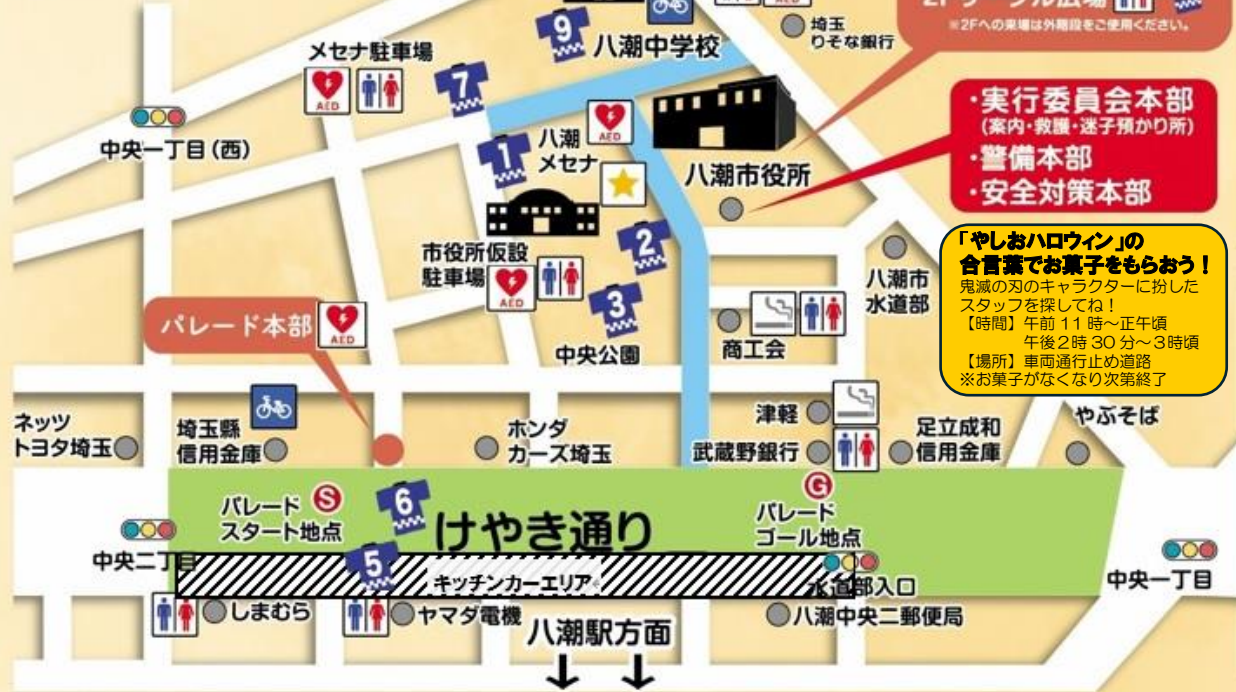 2Fサークル広場
※2Fへの来場は外階段をご使用ください。
埼玉
りそな銀行
9
八潮中学校
メセナ駐車場
AED
7
中央一丁目(西)
AED
1
八潮
メセナ
八潮市役所
・実行委員会本部
(案内・救護・迷子預かり所)
・警備本部
・安全対策本部
2
市役所仮設
駐車場
AED
3
中央公園
八潮市
水道部
商工会
「やしおハロウィン」の
合言葉でお菓子をもらおう!
鬼滅の刃のキャラクターに扮した
スタッフを探してね!
【時間】午前11時~正午頃
午後2時30分~3時頃
【場所】車両通行止め道路
※お菓子がなくなり次第終了
パレード本部
AED
ネッツ
トヨタ埼玉
埼玉縣
信用金庫
ホンダ
カーズ埼玉
津軽
武蔵野銀行
足立成和
信用金庫
やぶそば
パレード
スタート地点
S
6
けやき通り
G
パレード
ゴール地点
中央二丁目
5
キッチンカーエリア
水道部入口
中央一丁目
しまむら
ヤマダ電機
八潮中央二郵便局
八潮駅方面